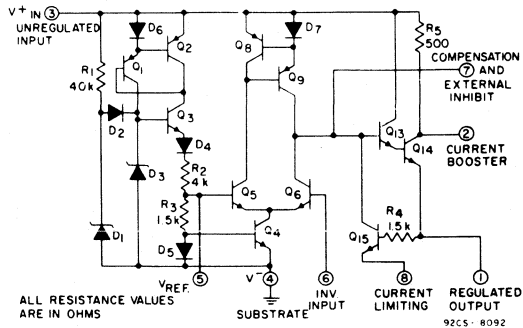 V+ IN ③
UNREGULATED
INPUT
D6
Q2
Q1
R1
40k
D2
Q3
D4
D3
R2
4k
R3
1.5k
D5
D1
Q8
D7
Q9
Q5
Q6
Q4
R5
500
COMPENSATION
⑦ AND
EXTERNAL
INHIBIT
Q13
Q14
②
CURRENT
BOOSTER
R4
1.5k
Q15
VREF. ⑤
V- ④
SUBSTRATE
⑥
INV.
INPUT
⑧
CURRENT
LIMITING
①
REGULATED
OUTPUT
ALL RESISTANCE VALUES
ARE IN OHMS
92CS-8092